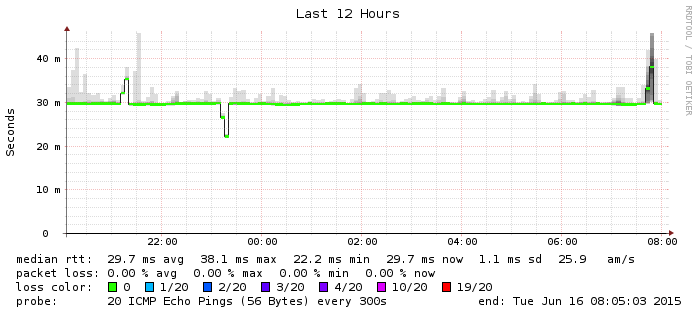 Last 12 Hours
RRDTOOL / TOBI OETIKER
Seconds
40 m
30 m
20 m
10 m
0
22:00 00:00 02:00 04:00 06:00 08:00
median rtt: 29.7 ms avg 38.1 ms max 22.2 ms min 29.7 ms now 1.1 ms sd 25.9 am/s
packet loss: 0.00 % avg 0.00 % max 0.00 % min 0.00 % now
loss color: 0 1/20 2/20 3/20 4/20 10/20 19/20
probe: 20 ICMP Echo Pings (56 Bytes) every 300s end: Tue Jun 16 08:05:03 2015